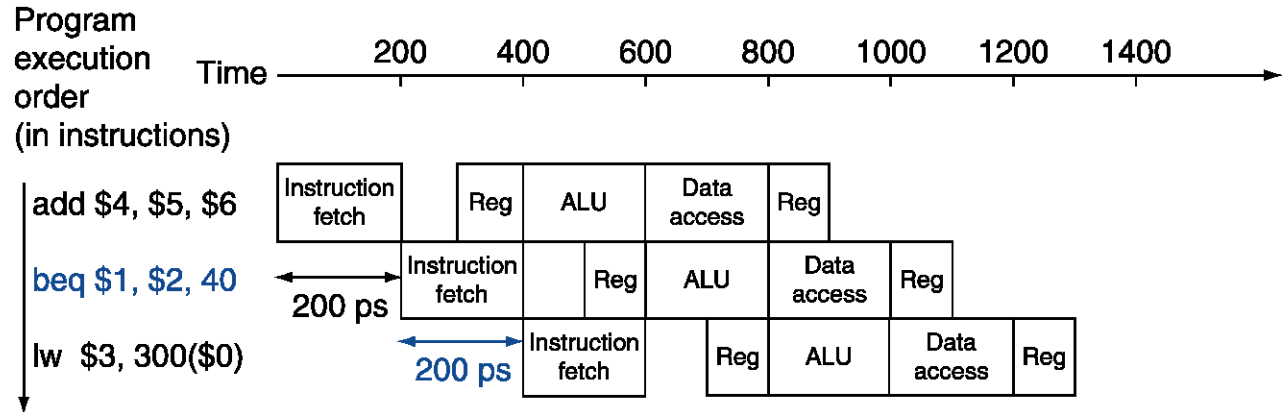 Program
execution
order
(in instructions)
Time
200 400 600 800 1000 1200 1400
add $4, $5, $6
Instruction
fetch
Reg
ALU
Data
access
Reg
beq $1, $2, 40
200 ps
Instruction
fetch
Reg
ALU
Data
access
Reg
lw $3, 300($0)
200 ps
Instruction
fetch
Reg
ALU
Data
access
Reg